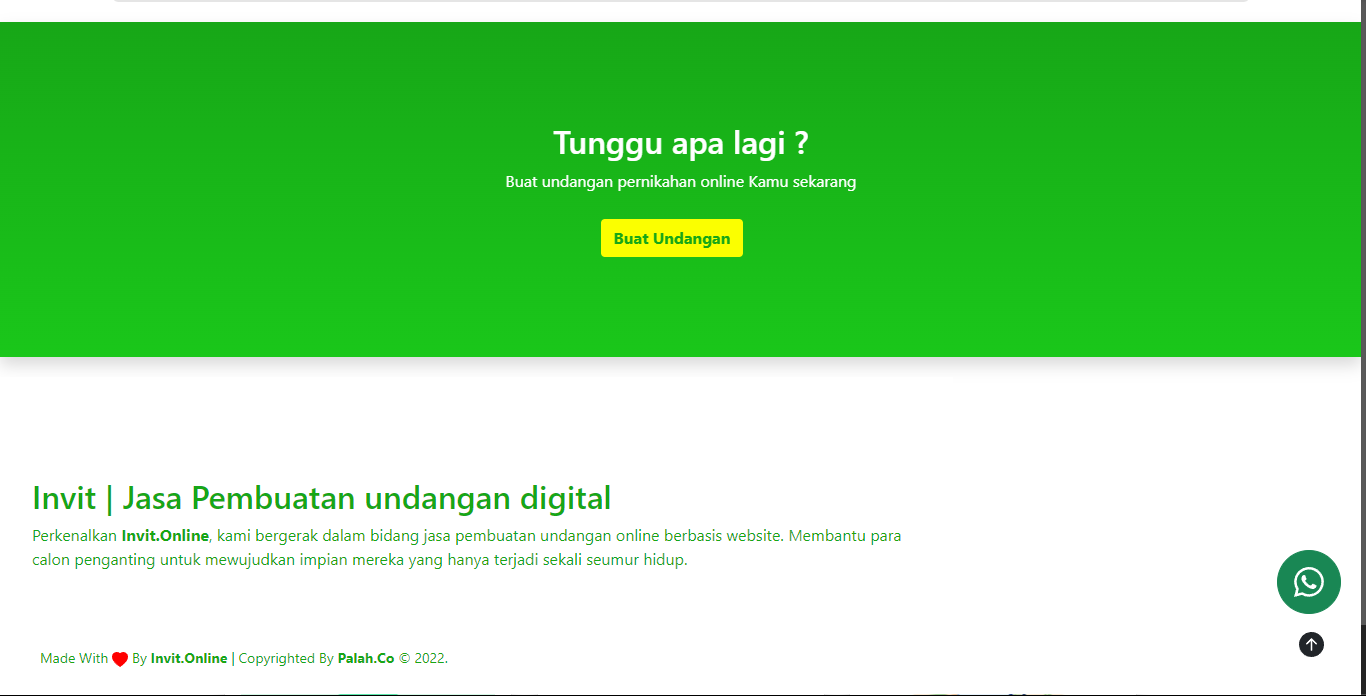 Tunggu apa lagi ?
Buat undangan pernikahan online Kamu sekarang
Buat Undangan
Invit | Jasa Pembuatan undangan digital
Perkenalkan Invit.Online, kami bergerak dalam bidang jasa pembuatan undangan online berbasis website. Membantu para
calon penganting untuk mewujudkan impian mereka yang hanya terjadi sekali seumur hidup.
Made With ❤ By Invit.Online | Copyrighted By Palah.Co © 2022.